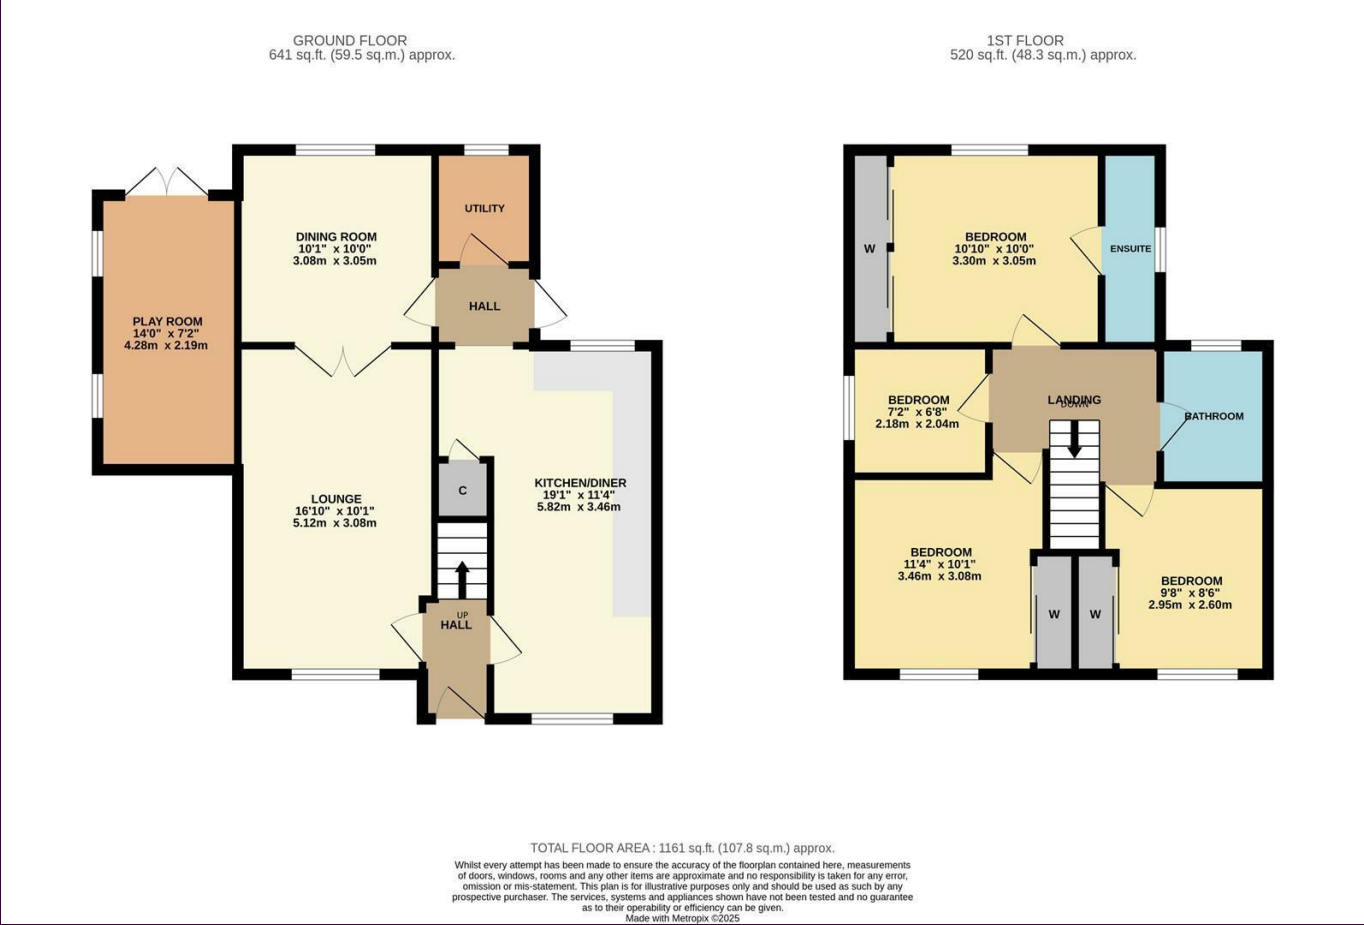 GROUND FLOOR
641 sq.ft. (59.5 sq.m.) approx.
1ST FLOOR
520 sq.ft. (48.3 sq.m.) approx.
DINING ROOM
10'1" x 10'0"
3.08m x 3.05m
UTILITY
HALL
PLAY ROOM
14'0" x 7'2"
4.28m x 2.19m
LOUNGE
16'10" x 10'1"
5.12m x 3.08m
C
KITCHEN/DINER
19'1" x 11'4"
5.82m x 3.46m
UP
HALL
W
BEDROOM
10'10" x 10'0"
3.30m x 3.05m
ENSUITE
BEDROOM
7'2" x 6'8"
2.18m x 2.04m
LANDING
DOWN
BATHROOM
BEDROOM
11'4" x 10'1"
3.46m x 3.08m
W
W
BEDROOM
9'8" x 8'6"
2.95m x 2.60m
TOTAL FLOOR AREA : 1161 sq.ft. (107.8 sq.m.) approx.
Whilst every attempt has been made to ensure the accuracy of the floorplan contained here, measurements
of doors, windows, rooms and any other items are approximate and no responsibility is taken for any error,
omission or mis-statement. This plan is for illustrative purposes only and should be used as such by any
prospective purchaser. The services, systems and appliances shown have not been tested and no guarantee
as to their operability or efficiency can be given.
Made with Metropix ©2025